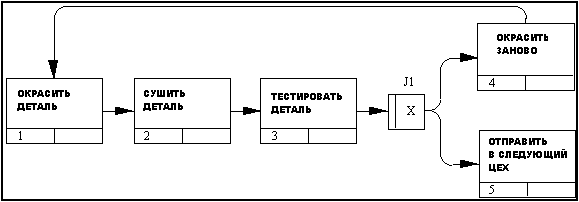 ОКРАСИТЬ
ДЕТАЛЬ
1
СУШИТЬ
ДЕТАЛЬ
2
ТЕСТИРОВАТЬ
ДЕТАЛЬ
3
J1
X
ОКРАСИТЬ
ЗАНОВО
4
ОТПРАВИТЬ
В СЛЕДУЮЩИЙ
ЦЕХ
5